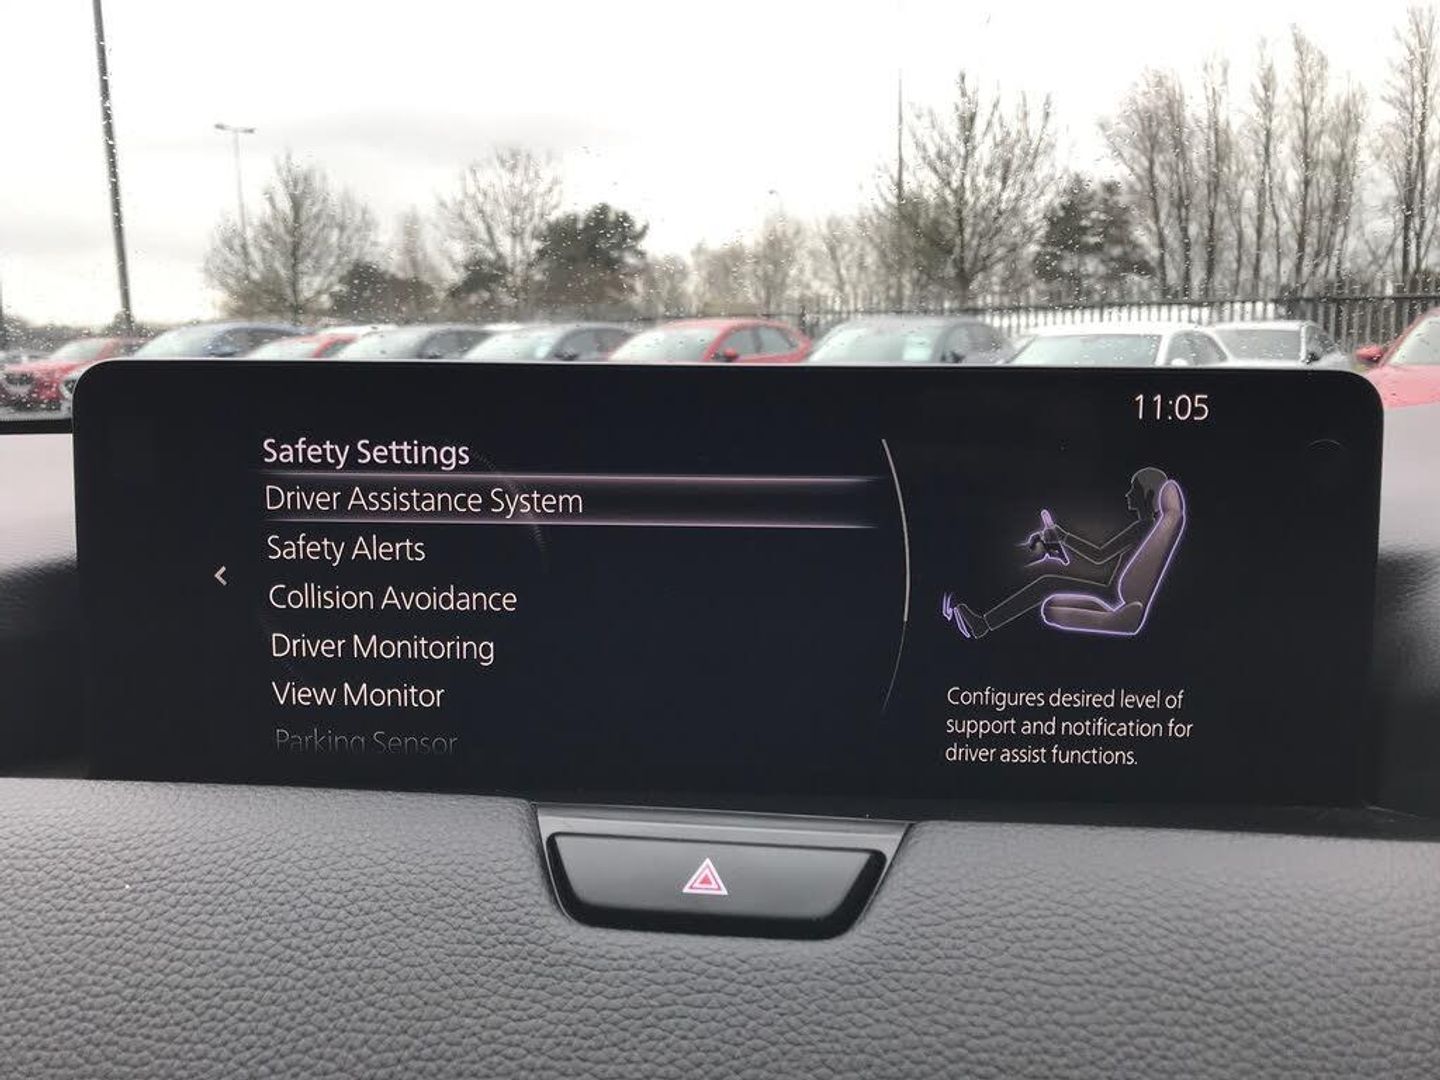 11:05
Safety Settings
Driver Assistance System
Safety Alerts
Collision Avoidance
Driver Monitoring
View Monitor
Parking Sensor
Configures desired level of
support and notification for
driver assist functions.